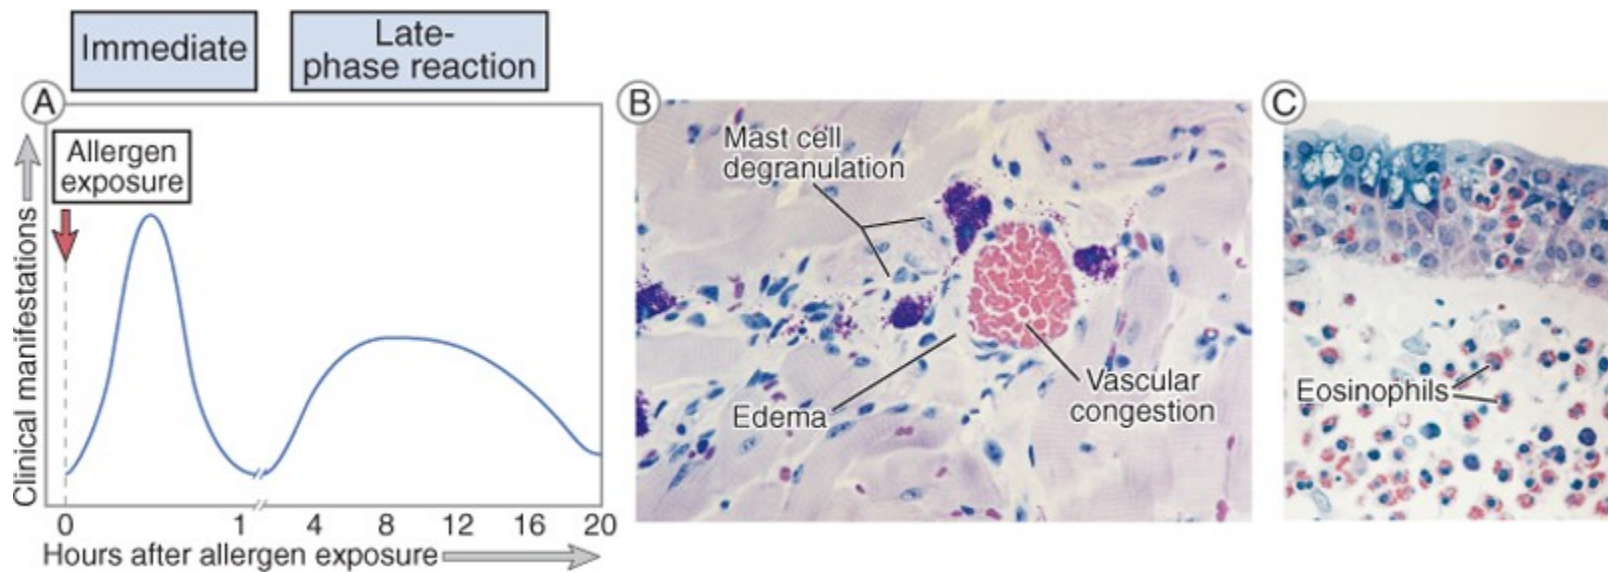 Immediate
Late-
phase reaction
A
Allergen
exposure
Clinical manifestations
0
1
4
8
12
16
20
Hours after allergen exposure
B
Mast cell
degranulation
Edema
Vascular
congestion
C
Eosinophils